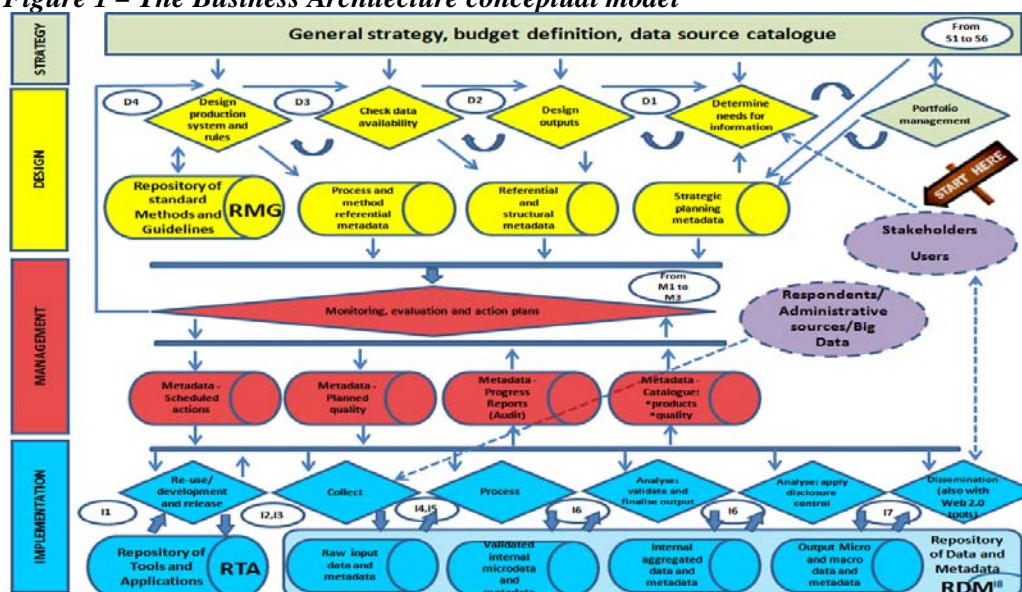 Figure 1 – The Business Architecture conceptual model
STRATEGY
General strategy, budget definition, data source catalogue
From
S1 to S6
DESIGN
D4
Design
production
system and
rules
D3
Check data
availability
D2
Design
outputs
D1
Determine
needs for
information
Portfolio
management
START HERE
Repository of
standard
Methods and
Guidelines
RMG
Process and
method
referential
metadata
Referential
and
structural
metadata
Strategic
planning
metadata
Stakeholders
Users
MANAGEMENT
From
M1 to
M3
Monitoring, evaluation and action plans
Respondents/
Administrative
sources/Big
Data
Metadata -
Scheduled
actions
Metadata -
Planned
quality
Metadata -
Progress
Reports
(Audit)
Metadata -
Catalogue:
*products
*quality
IMPLEMENTATION
Re-use/
development
and release
Collect
Process
Analyse:
validate and
finalise output
Analyse: apply
disclosure
control
Dissemination
(also with
Web 2.0
tools)
I1
I2,I3
I4,I5
I6
I6
I7
Repository of
Tools and
Applications
RTA
Raw input
data and
metadata
Validated
internal
microdata
and
metadata
Internal
aggregated
data and
metadata
Output Micro
and macro
data and
metadata
Repository
of Data and
Metadata
RDM
I8